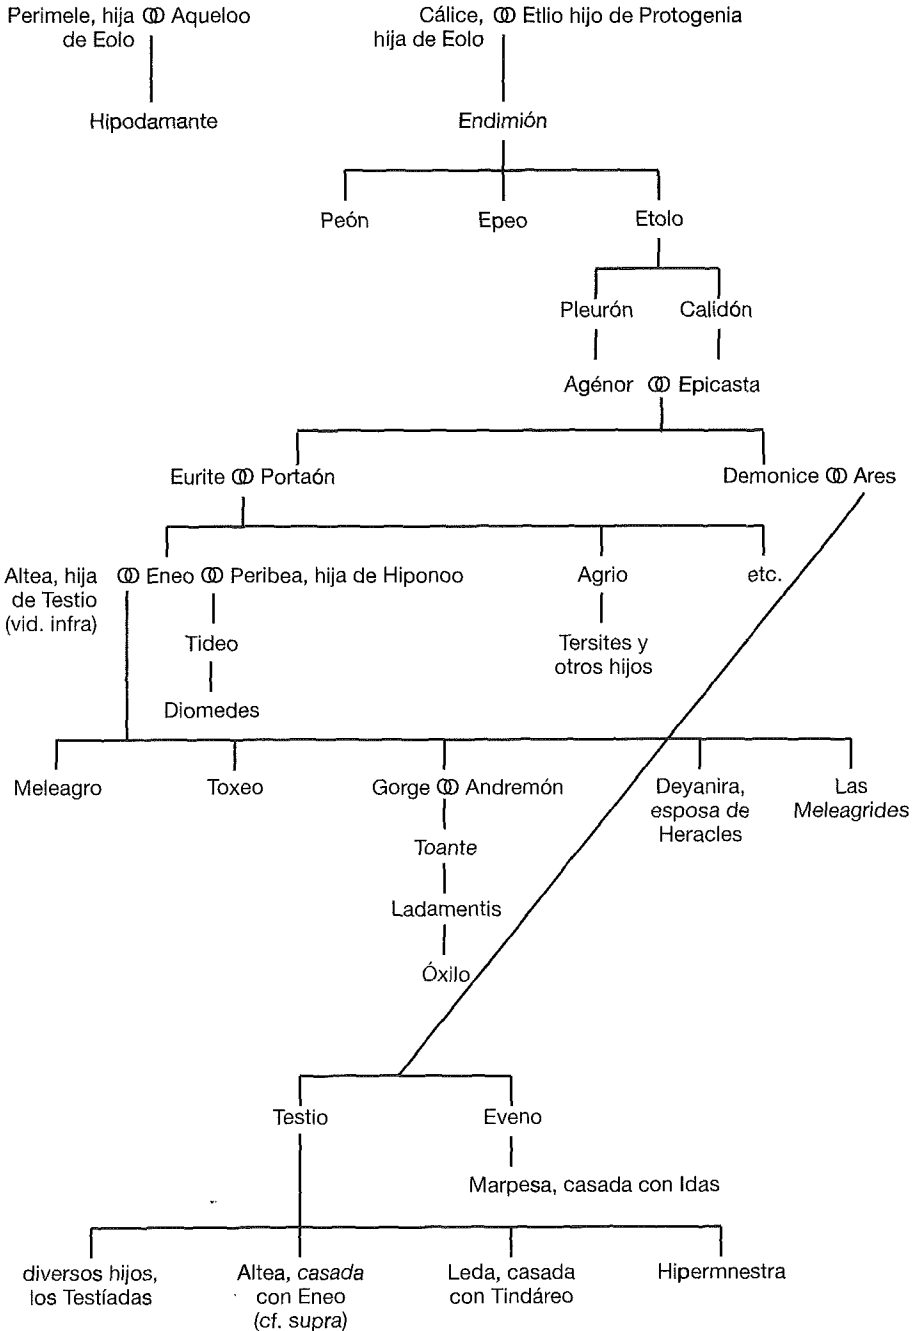 Perimele, hija ⚭ Aqueloo
de Eolo
Cálice, ⚭ Etlio hijo de Protogenia
hija de Eolo
Hipodamante
Endimión
Peón
Epeo
Etolo
Pleurón
Calidón
Agénor ⚭ Epicasta
Eurite ⚭ Portaón
Demonice ⚭ Ares
Altea, hija ⚭ Eneo ⚭ Peribea, hija de Hiponoo
de Testio
(vid. infra)
Agrio
etc.
Tideo
Tersites y
otros hijos
Diomedes
Meleagro
Toxeo
Gorge ⚭ Andremón
Deyanira,
esposa de
Heracles
Las
Meleagrides
Toante
Ladamentis
Óxilo
Testio
Eveno
Marpesa, casada con Idas
diversos hijos,
los Testíadas
Altea, casada
con Eneo
(cf. supra)
Leda, casada
con Tindáreo
Hipermnestra